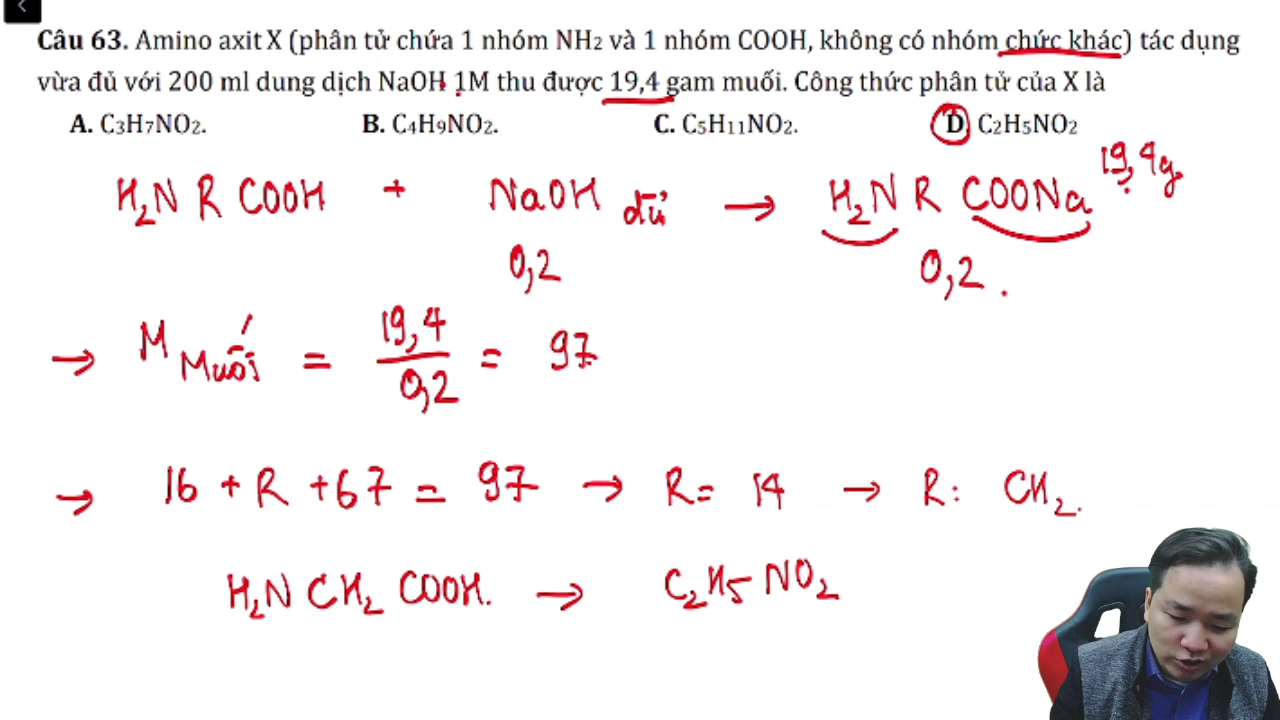 Câu 63. Amino axit X (phân tử chứa 1 nhóm NH2 và 1 nhóm COOH, không có nhóm chức khác) tác dụng
vừa đủ với 200 ml dung dịch NaOH 1M thu được 19,4 gam muối. Công thức phân tử của X là
A. C3H7NO2. B. C4H9NO2. C. C5H11NO2. D. C2H5NO2
19,4g
H2N R COOH + NaOH đủ → H2N R COONa
0,2 0,2.
→ M Muối = 19,4 / 0,2 = 97
→ 16 + R + 67 = 97 → R = 14 → R: CH2.
H2N CH2 COOH. → C2H5NO2